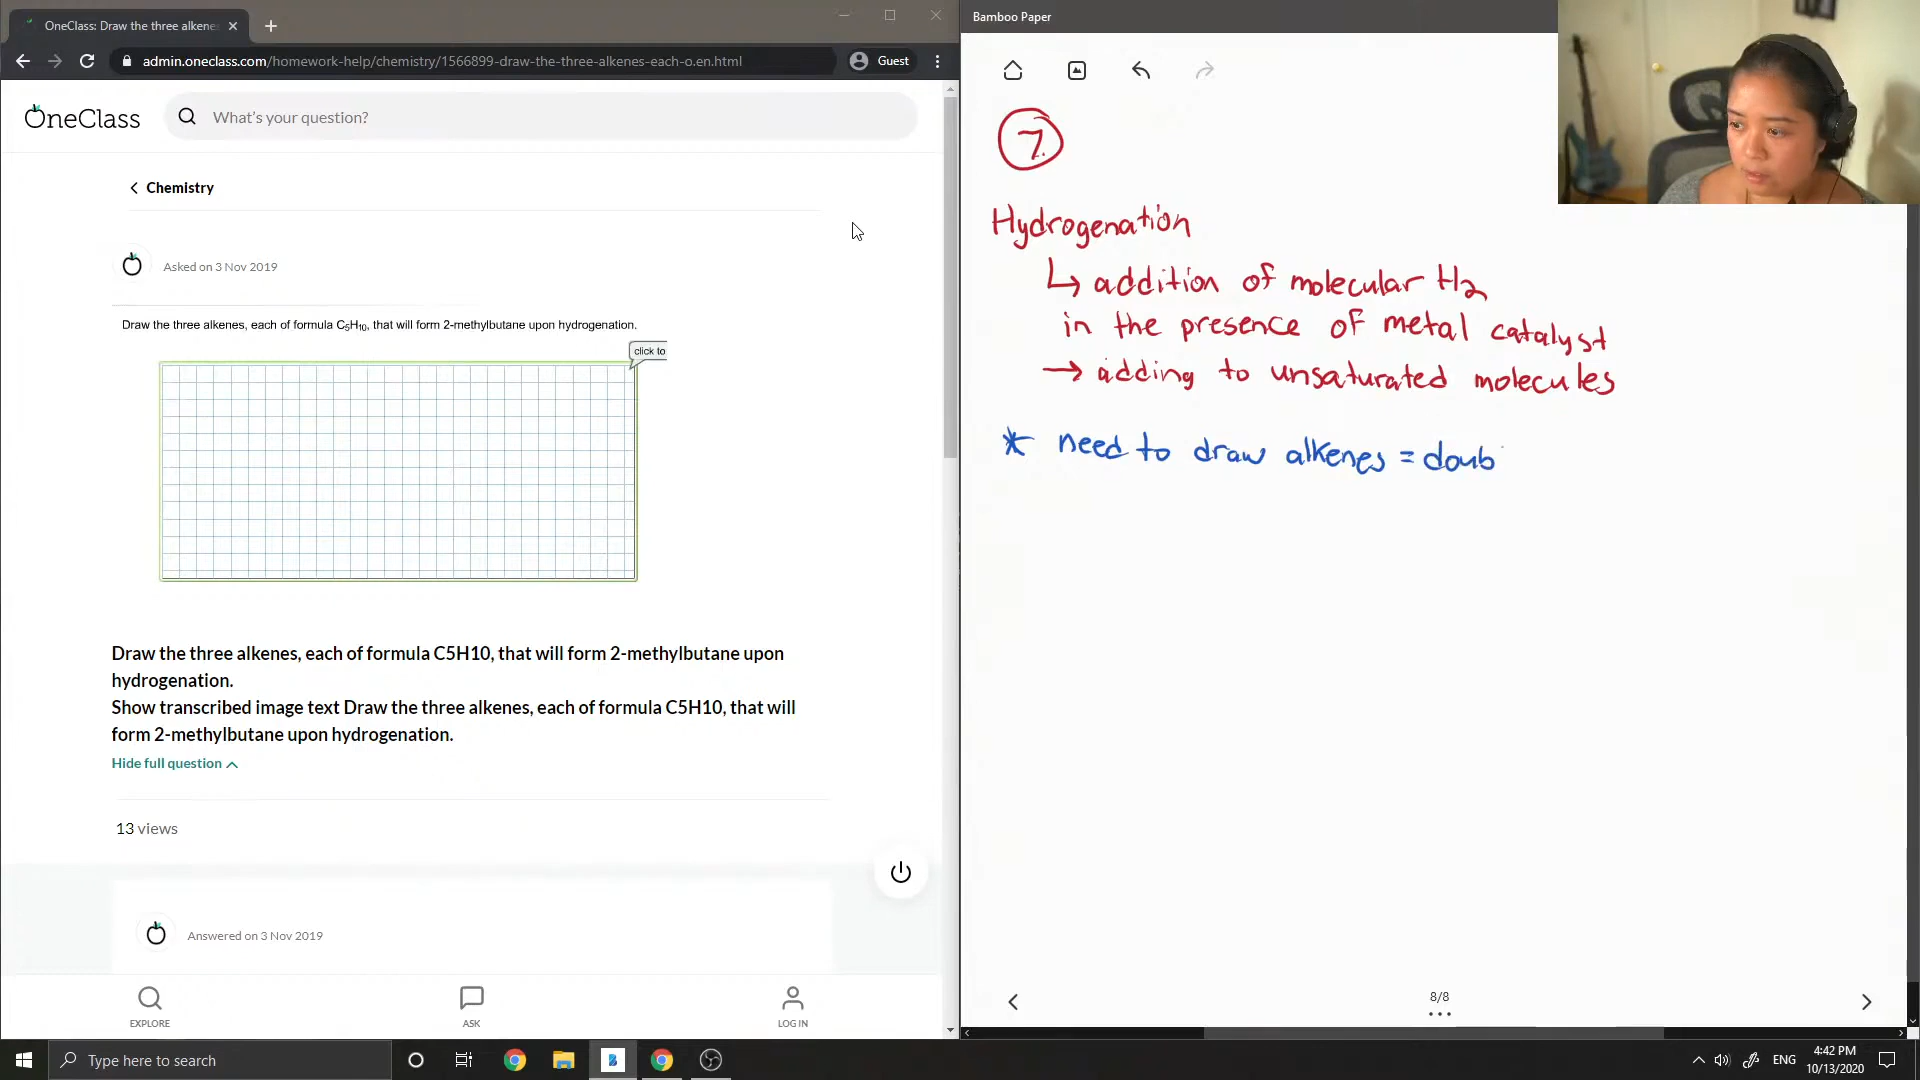 OneClass: Draw the three alkene
admin.oneclass.com/homework-help/chemistry/1566899-draw-the-three-alkenes-each-o.en.html
Guest
OneClass
What's your question?
Chemistry
Asked on 3 Nov 2019
Draw the three alkenes, each of formula C₅H₁₀, that will form 2-methylbutane upon hydrogenation.
click to
Draw the three alkenes, each of formula C5H10, that will form 2-methylbutane upon
hydrogenation.
Show transcribed image text Draw the three alkenes, each of formula C5H10, that will
form 2-methylbutane upon hydrogenation.
Hide full question
13 views
Answered on 3 Nov 2019
EXPLORE
ASK
LOG IN
Bamboo Paper
7.
Hydrogenation
↳ addition of molecular H₂
in the presence of metal catalyst
→ adding to unsaturated molecules
* need to draw alkenes = doub
8/8
Type here to search
ENG
4:42 PM
10/13/2020